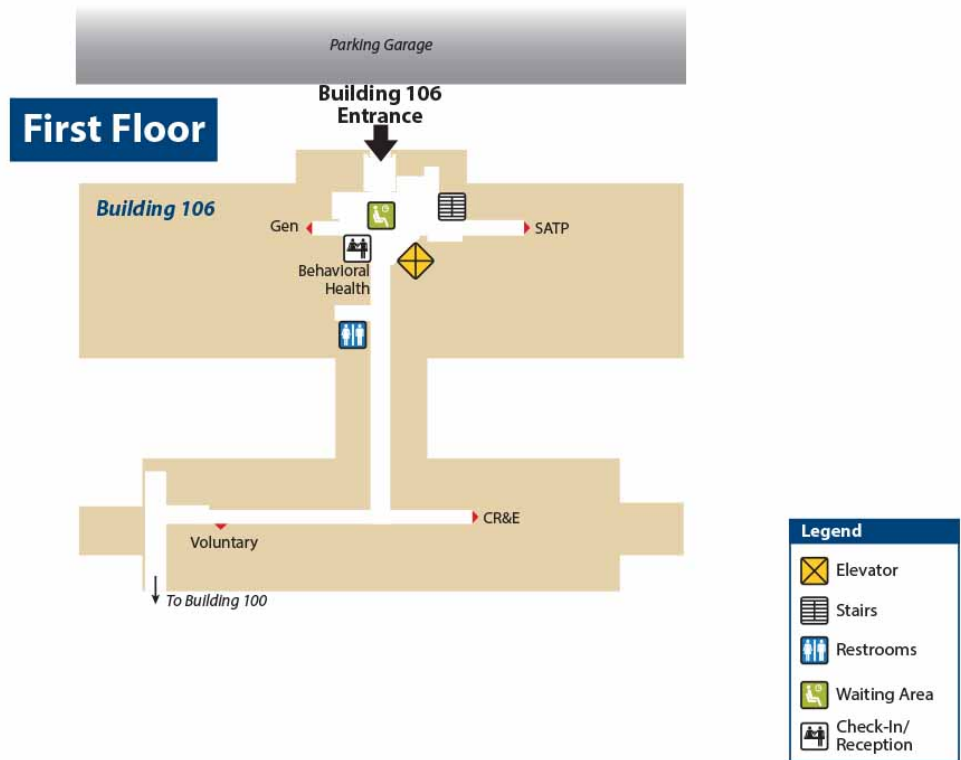 Parking Garage
Building 106
Entrance
First Floor
Building 106
Gen
SATP
Behavioral
Health
CR&E
Voluntary
To Building 100
Legend
Elevator
Stairs
Restrooms
Waiting Area
Check-In/
Reception